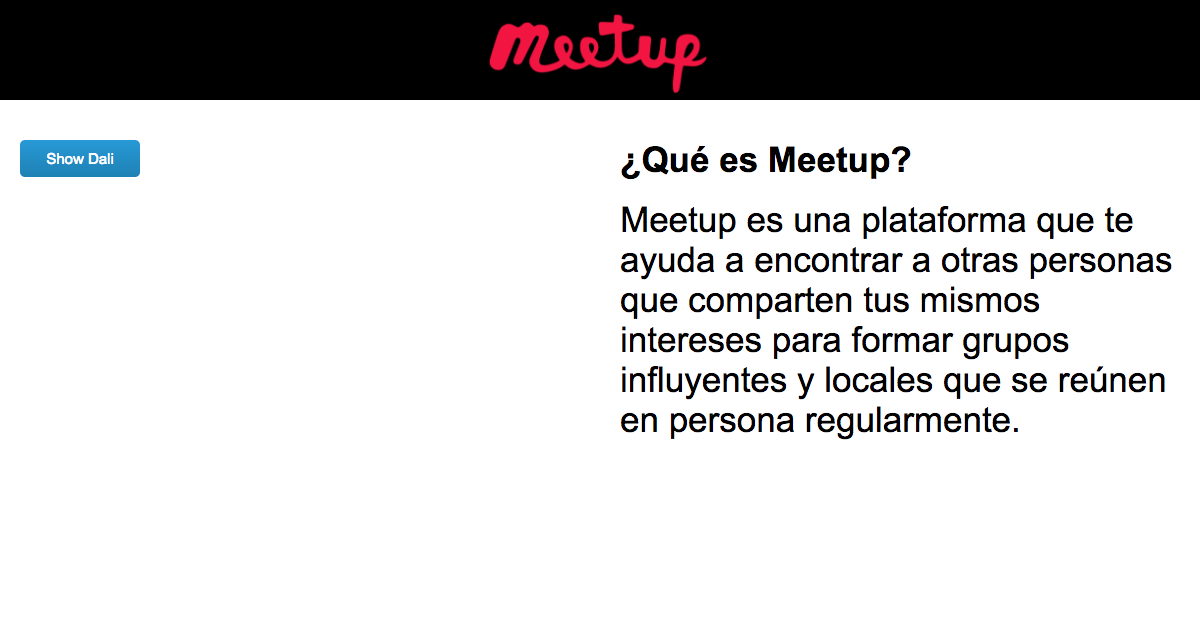 Meetup
Show Dali
¿Qué es Meetup?
Meetup es una plataforma que te
ayuda a encontrar a otras personas
que comparten tus mismos
intereses para formar grupos
influyentes y locales que se reúnen
en persona regularmente.